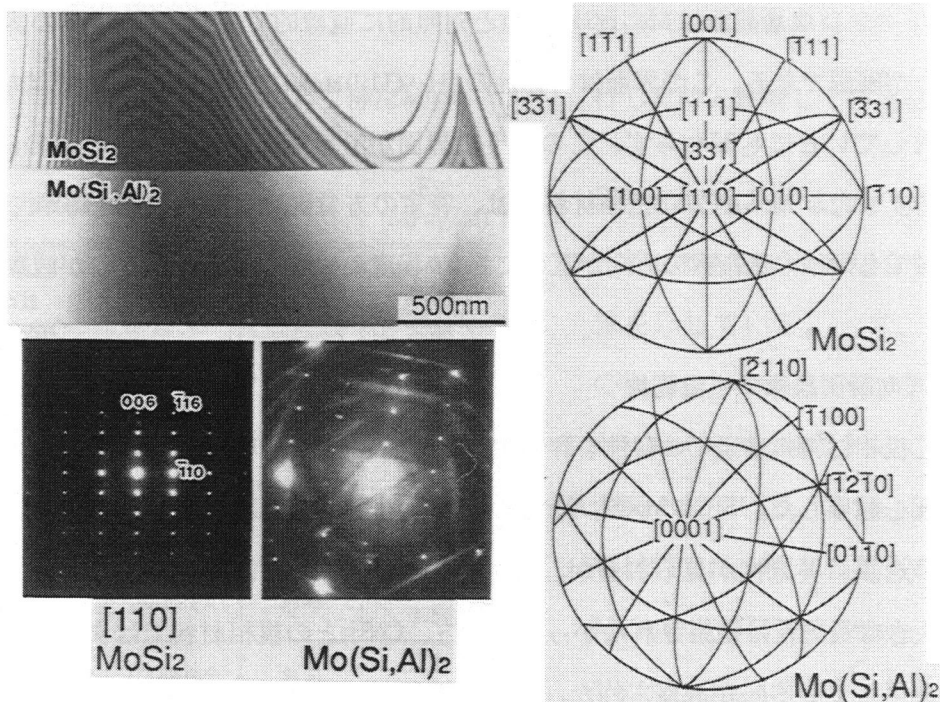 MoSi₂
Mo(Si,Al)₂
500nm
006 1̄16
1̄10
[110]
MoSi₂
Mo(Si,Al)₂
[001]
[11̄1] [1̄11]
[33̄1] [111] [3̄31]
[331]
[100] [110] [010] [1̄10]
MoSi₂
[2̄110]
[1̄100]
[1̄21̄0]
[0001]
[011̄0]
Mo(Si,Al)₂